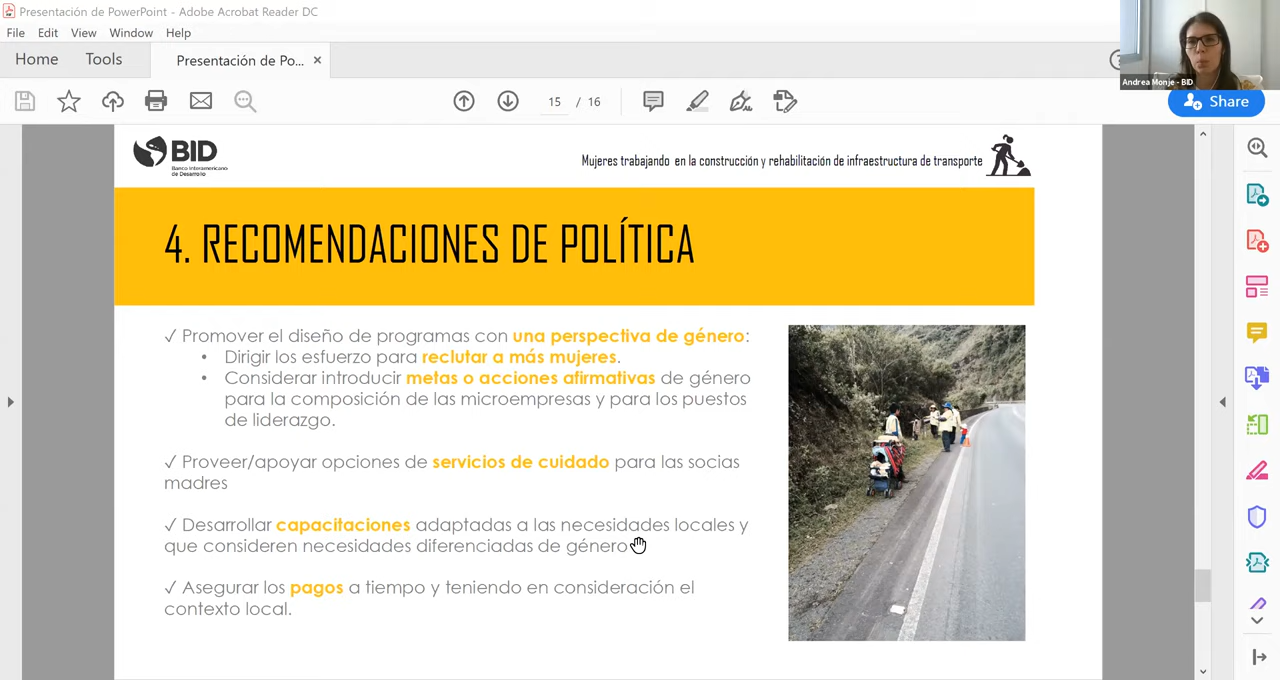 Presentación de PowerPoint - Adobe Acrobat Reader DC
File Edit View Window Help
Home Tools Presentación de Po... ×
15 / 16
Share
Andrea Monje - BID
BID
Banco Interamericano
de Desarrollo
Mujeres trabajando en la construcción y rehabilitación de infraestructura de transporte
4. RECOMENDACIONES DE POLÍTICA
✓ Promover el diseño de programas con una perspectiva de género:
• Dirigir los esfuerzo para reclutar a más mujeres.
• Considerar introducir metas o acciones afirmativas de género
para la composición de las microempresas y para los puestos
de liderazgo.
✓ Proveer/apoyar opciones de servicios de cuidado para las socias
madres
✓ Desarrollar capacitaciones adaptadas a las necesidades locales y
que consideren necesidades diferenciadas de género
✓ Asegurar los pagos a tiempo y teniendo en consideración el
contexto local.